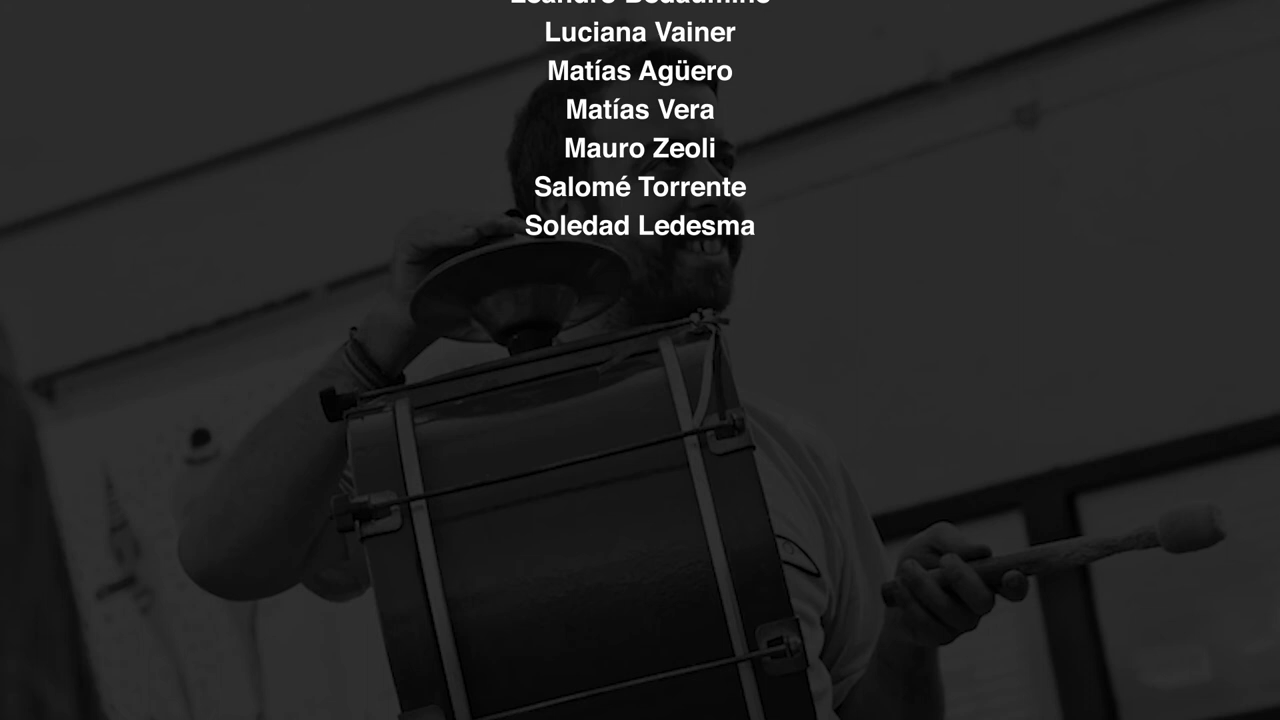 Luciana Vainer
Matías Agüero
Matías Vera
Mauro Zeoli
Salomé Torrente
Soledad Ledesma